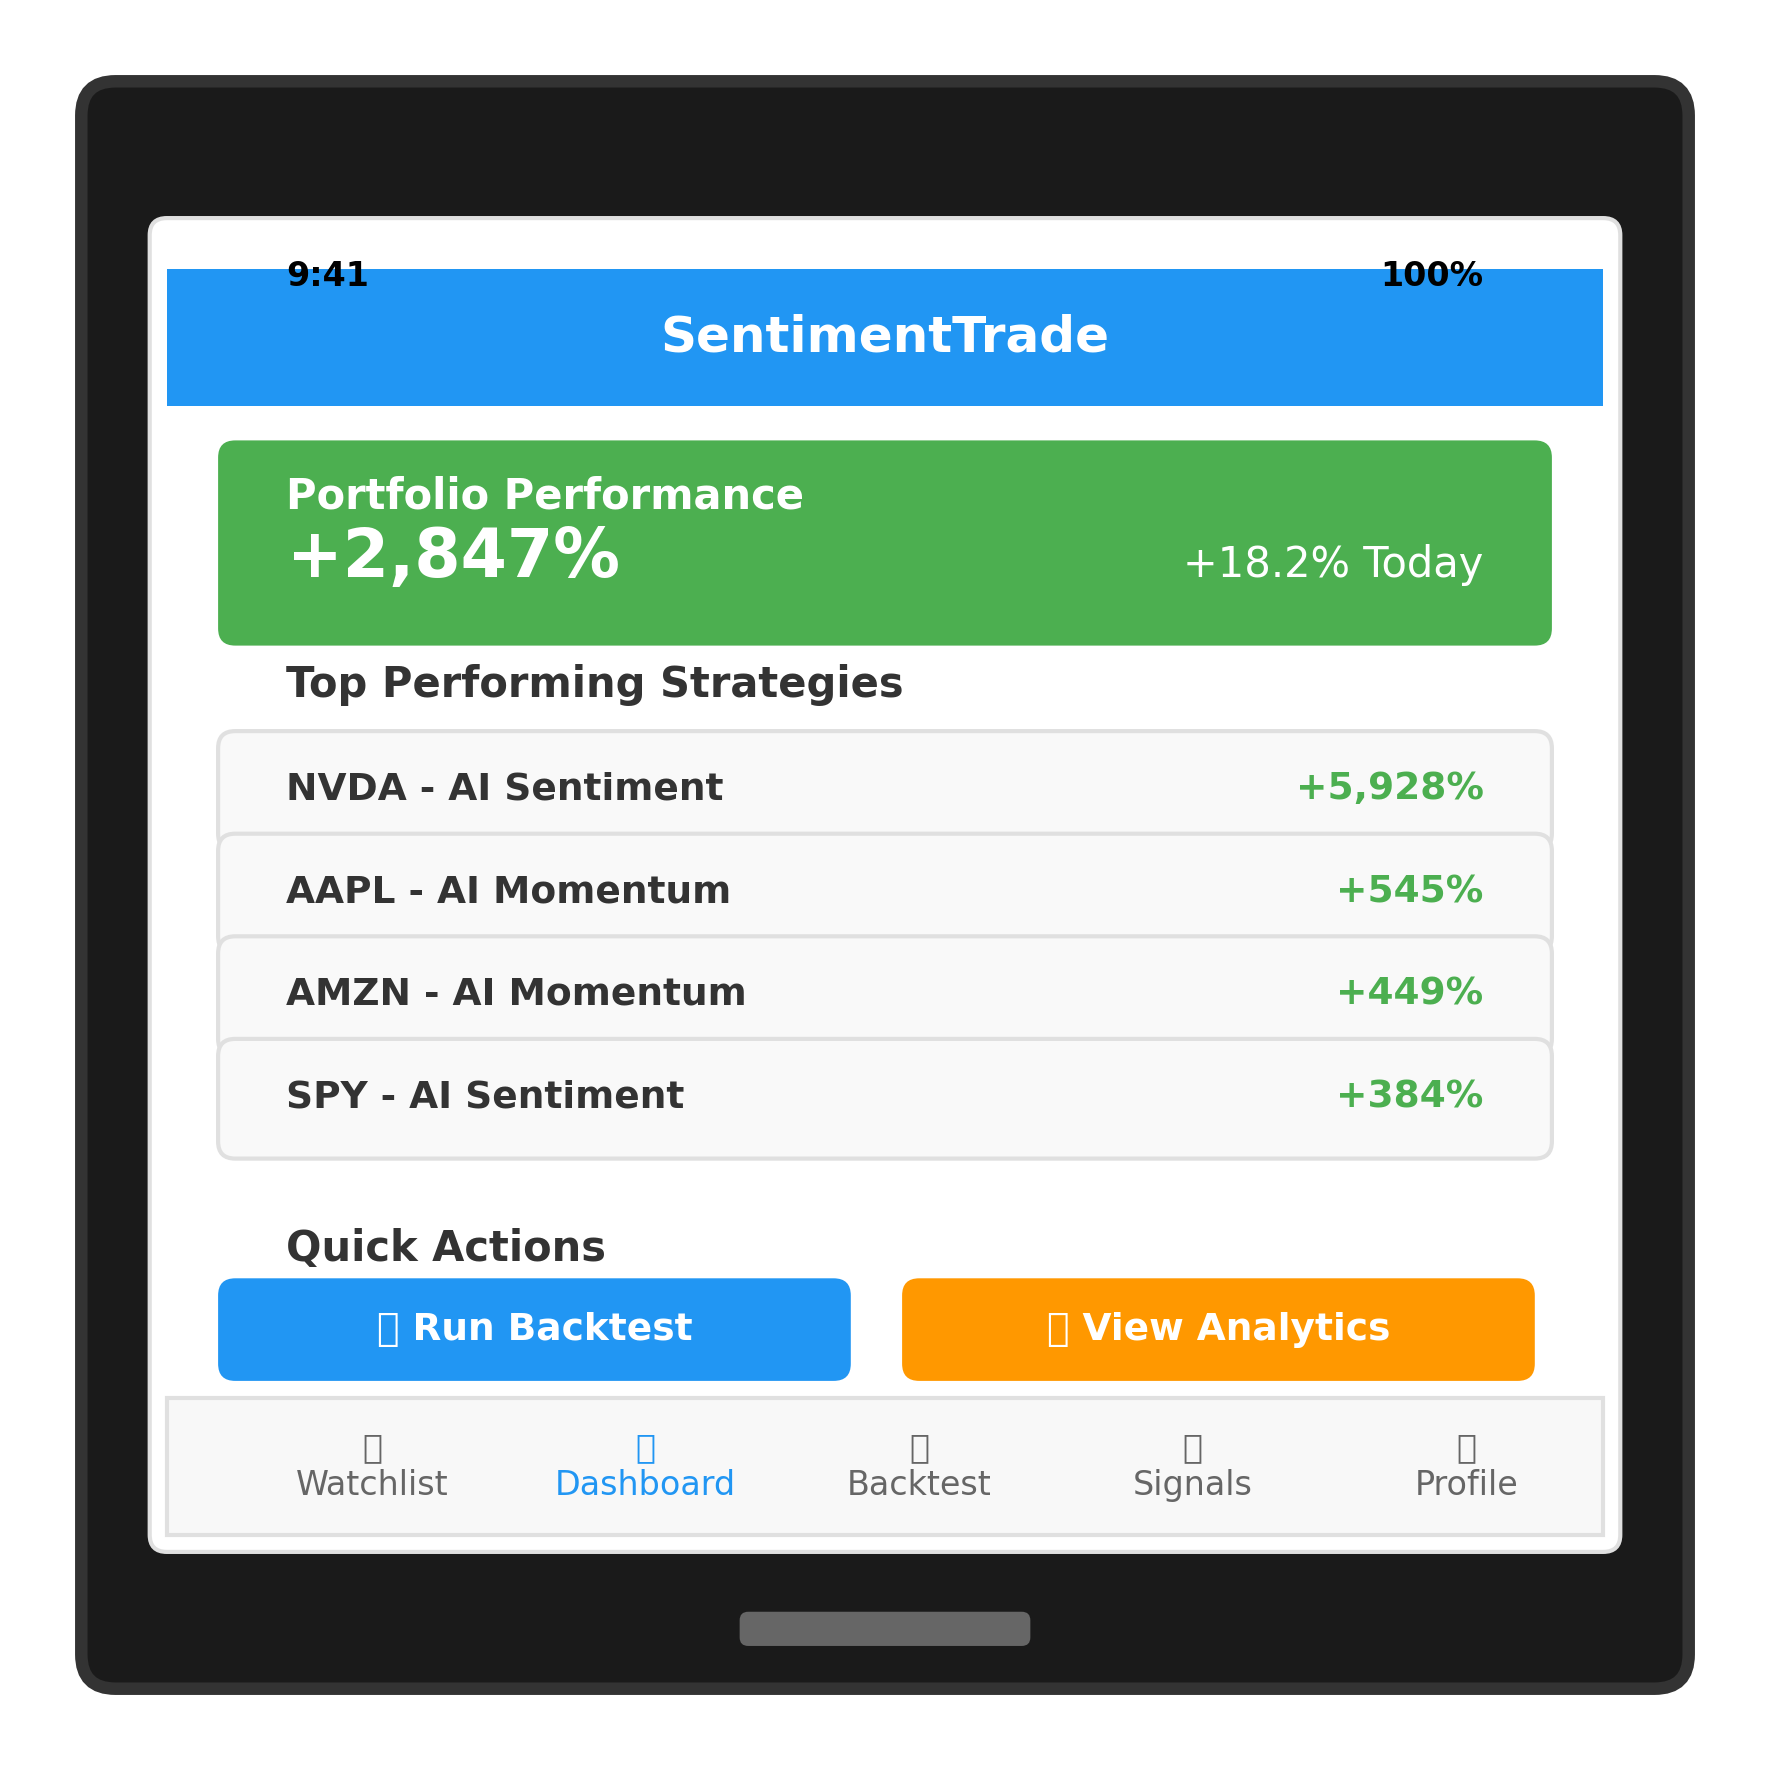 9:41 100%
SentimentTrade
Portfolio Performance
+2,847%
+18.2% Today
Top Performing Strategies
NVDA - AI Sentiment +5,928%
AAPL - AI Momentum +545%
AMZN - AI Momentum +449%
SPY - AI Sentiment +384%
Quick Actions
Run Backtest View Analytics
Watchlist Dashboard Backtest Signals Profile